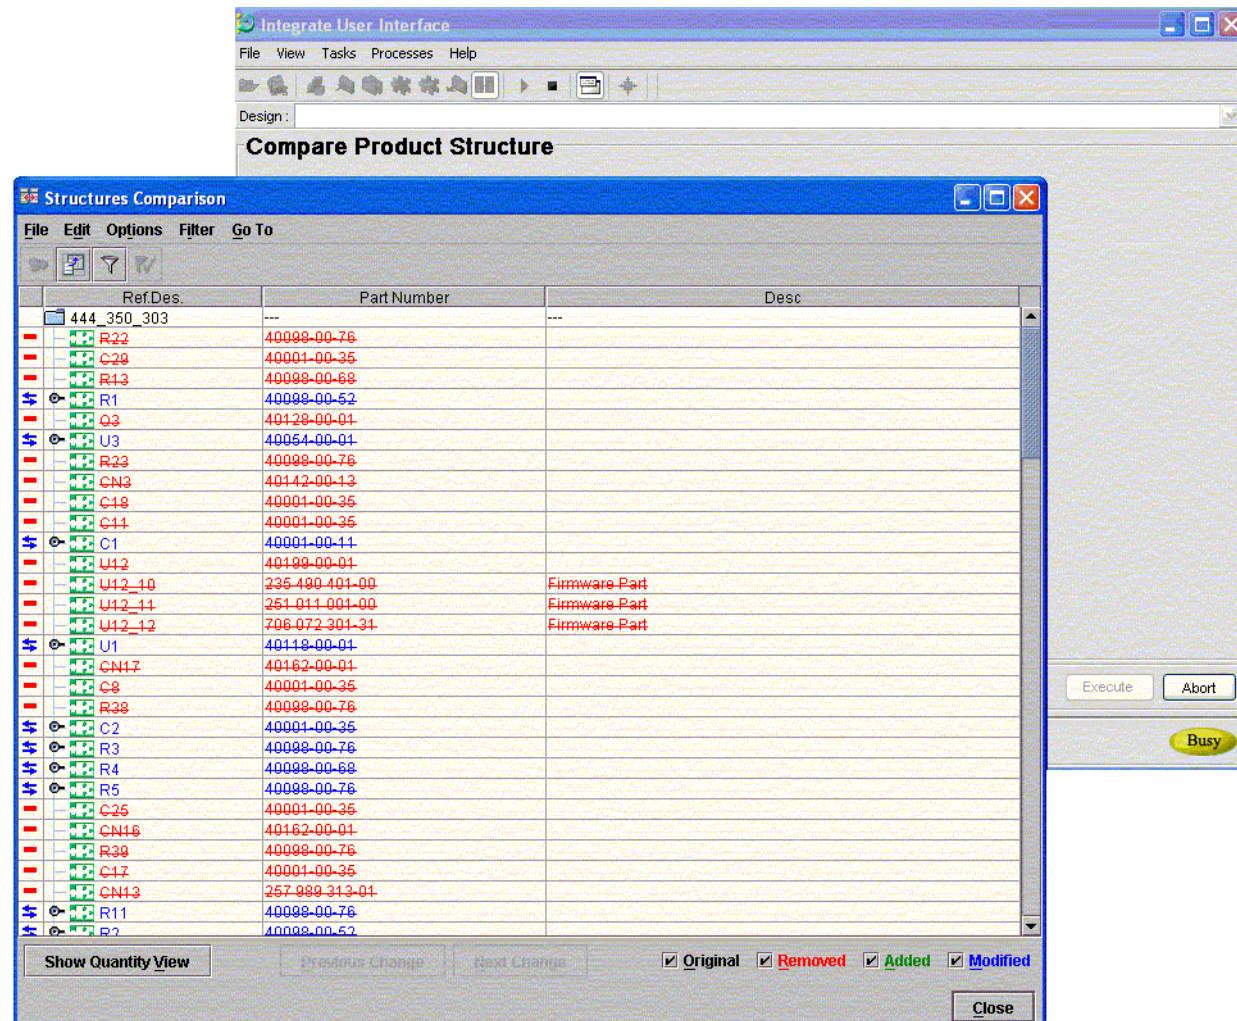 Integrate User Interface
File View Tasks Processes Help
Design :
Compare Product Structure
Structures Comparison
File Edit Options Filter Go To
Ref.Des. Part Number Desc
444_350_303 --- ---
R22 40098-00-76
C29 40001-00-35
R13 40098-00-68
R1 40098-00-52
Q3 40128-00-01
U3 40054-00-01
R23 40098-00-76
CN3 40142-00-13
C18 40001-00-35
C11 40001-00-35
C1 40001-00-11
U12 40199-00-01
U12_10 235 490 401-00 Firmware Part
U12_11 251 011 001-00 Firmware Part
U12_12 706 072 301-31 Firmware Part
U1 40118-00-01
CN17 40162-00-01
C8 40001-00-35
R38 40098-00-76
C2 40001-00-35
R3 40098-00-76
R4 40098-00-68
R5 40098-00-76
C25 40001-00-35
CN16 40162-00-01
R39 40098-00-76
C17 40001-00-35
CN13 257 989 313-01
R11 40098-00-76
R2 40098-00-52
Execute Abort
Busy
Show Quantity View Previous Change Next Change Original Removed Added Modified
Close